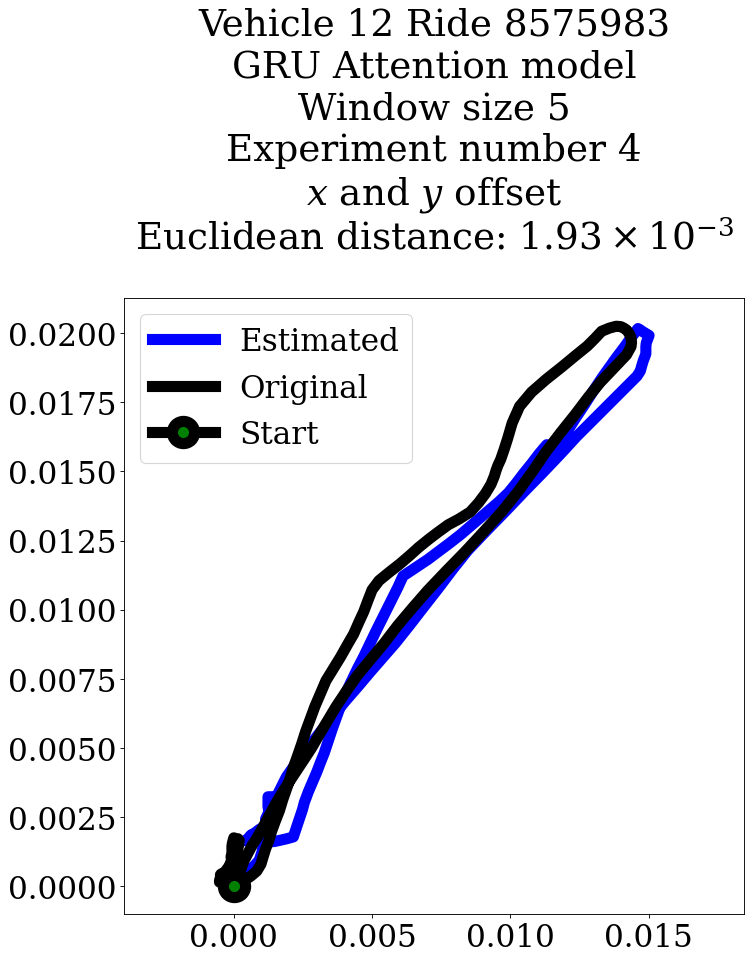 Vehicle 12 Ride 8575983
GRU Attention model
Window size 5
Experiment number 4
x and y offset
Euclidean distance: 1.93 × 10⁻³
Estimated
Original
Start
0.0200
0.0175
0.0150
0.0125
0.0100
0.0075
0.0050
0.0025
0.0000
0.000 0.005 0.010 0.015